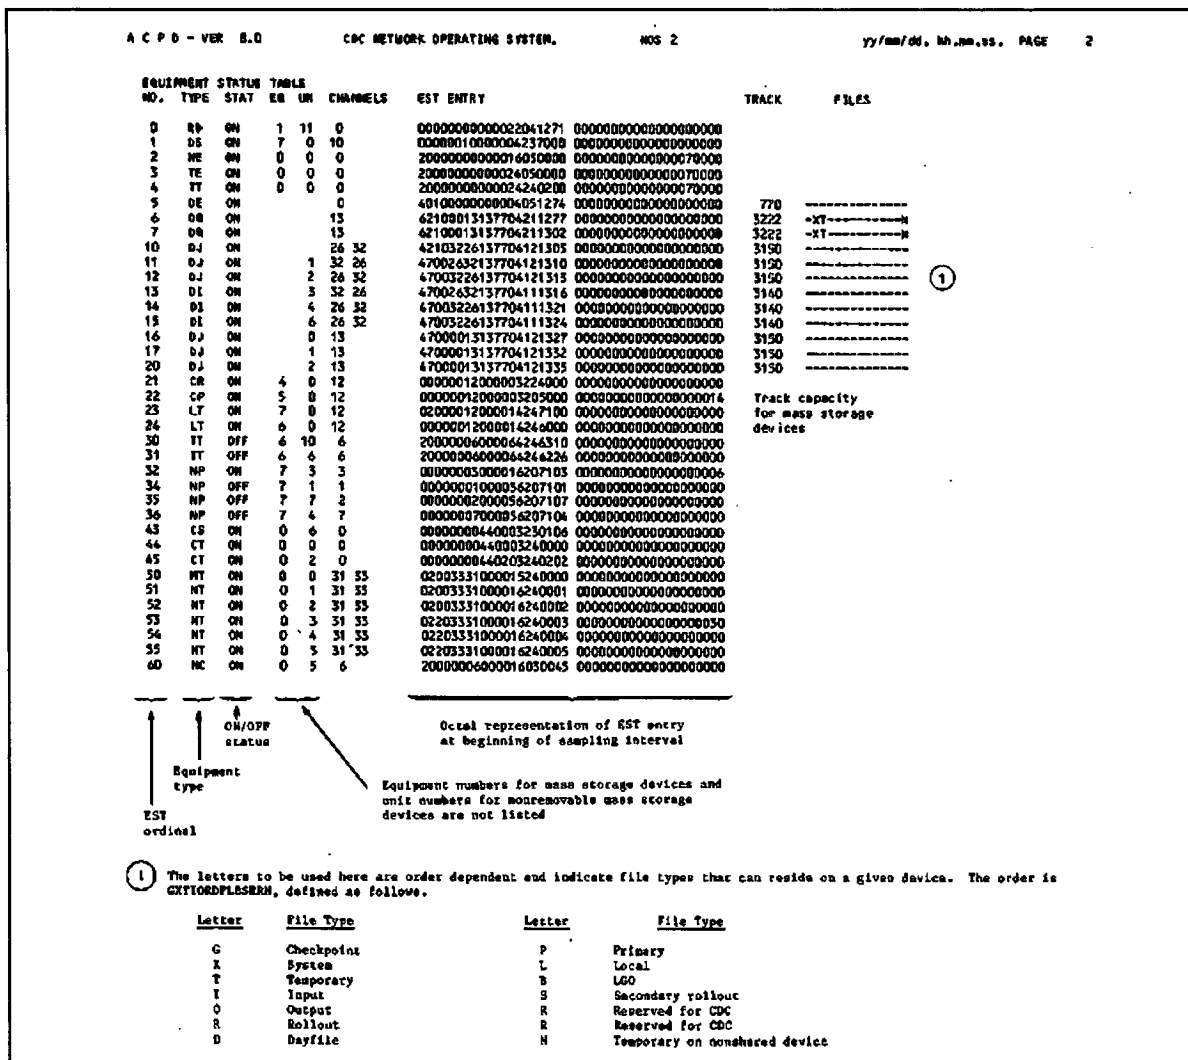 A C P D - VER 8.0 CDC NETWORK OPERATING SYSTEM. NOS 2 yy/mm/dd. hh.mm.ss. PAGE 2
EQUIPMENT STATUS TABLE
NO. TYPE STAT EQ UN CHANNELS EST ENTRY TRACK FILES
0 RD ON 1 11 0 00000000000022041271 00000000000000000000
1 DS ON 7 0 10 00000010000004237000 00000000000000000000
2 NE ON 0 0 0 20000000000016050000 00000000000000070000
3 TE ON 0 0 0 20000000000024050000 00000000000000070000
4 TT ON 0 0 0 20000000000024240200 00000000000000070000
5 DE ON 0 40100000000004051274 00000000000000000000 770 --------------
6 DQ ON 13 62100013137704211277 00000000000000000000 3222 -XT----------N
7 DQ ON 13 62100013137704211302 00000000000000000000 3222 -XT----------N
10 DJ ON 26 32 42103226137704121305 00000000000000000000 3150 --------------
11 DJ ON 1 32 26 47002632137704121310 00000000000000000000 3150 --------------
12 DJ ON 2 26 32 47003226137704121313 00000000000000000000 3150 --------------
13 DI ON 3 32 26 47002632137704111316 00000000000000000000 3140 --------------
14 DI ON 4 26 32 47003226137704111321 00000000000000000000 3140 --------------
15 DI ON 6 26 32 47003226137704111324 00000000000000000000 3140 --------------
16 DJ ON 0 13 47000013137704121327 00000000000000000000 3150 --------------
17 DJ ON 1 13 47000013137704121332 00000000000000000000 3150 --------------
20 DJ ON 2 13 47000013137704121335 00000000000000000000 3150 --------------
21 CR ON 4 0 12 00000012000003224000 00000000000000000000
22 CP ON 5 0 12 00000012000003205000 00000000000000000014
23 LT ON 7 0 12 02000012000014247100 00000000000000000000
24 LT ON 6 0 12 00000012000014246000 00000000000000000000
30 TT OFF 6 10 6 20000006000064246310 00000000000000000000
31 TT OFF 6 6 6 20000006000064246226 00000000000000000000
32 NP ON 7 3 3 00000003000016207103 00000000000000000006
34 NP OFF 7 1 1 00000001000056207101 00000000000000000000
35 NP OFF 7 7 2 00000002000056207107 00000000000000000000
36 NP OFF 7 4 7 00000007000056207104 00000000000000000000
43 CS ON 0 6 0 00000000440003230106 00000000000000000000
44 CT ON 0 0 0 00000000440003240000 00000000000000000000
45 CT ON 0 2 0 00000000440203240202 00000000000000000000
50 MT ON 0 0 31 33 02003331000015240000 00000000000000000000
51 NT ON 0 1 31 33 02003331000016240001 00000000000000000000
52 NT ON 0 2 31 33 02003331000016240002 00000000000000000000
53 NT ON 0 3 31 33 02203331000016240003 00000000000000000030
54 NT ON 0 4 31 33 02203331000016240004 00000000000000000000
55 NT ON 0 5 31 33 02203331000016240005 00000000000000000000
60 NC ON 0 5 6 20000006000016030045 00000000000000000000
1
Track capacity
for mass storage
devices
ON/OFF
status
Octal representation of EST entry
at beginning of sampling interval
Equipment
type
Equipment numbers for mass storage devices and
unit numbers for nonremovable mass storage
devices are not listed
EST
ordinal
1 The letters to be used here are order dependent and indicate file types that can reside on a given device. The order is
GXTIORDPLBSRRN, defined as follows.
Letter File Type Letter File Type
G Checkpoint P Primary
X System L Local
T Temporary B LGO
I Input S Secondary rollout
O Output R Reserved for CDC
R Rollout R Reserved for CDC
D Dayfile N Temporary on nonshared device